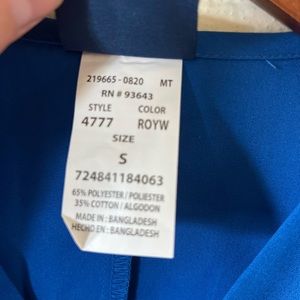 219665-0820 MT
RN # 93643
STYLE COLOR
4777 ROYW
SIZE
S
724841184063
65% POLYESTER / POLIESTER
35% COTTON / ALGODON
MADE IN : BANGLADESH
HECHO EN : BANGLADESH